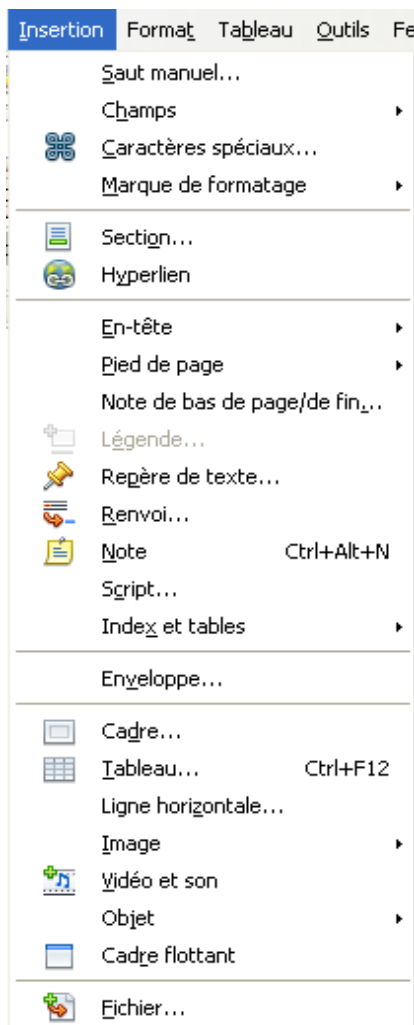 Insertion Format Tableau Outils Fe
Saut manuel...
Champs
Caractères spéciaux...
Marque de formatage
Section...
Hyperlien
En-tête
Pied de page
Note de bas de page/de fin...
Légende...
Repère de texte...
Renvoi...
Note Ctrl+Alt+N
Script...
Index et tables
Enveloppe...
Cadre...
Tableau... Ctrl+F12
Ligne horizontale...
Image
Vidéo et son
Objet
Cadre flottant
Fichier...